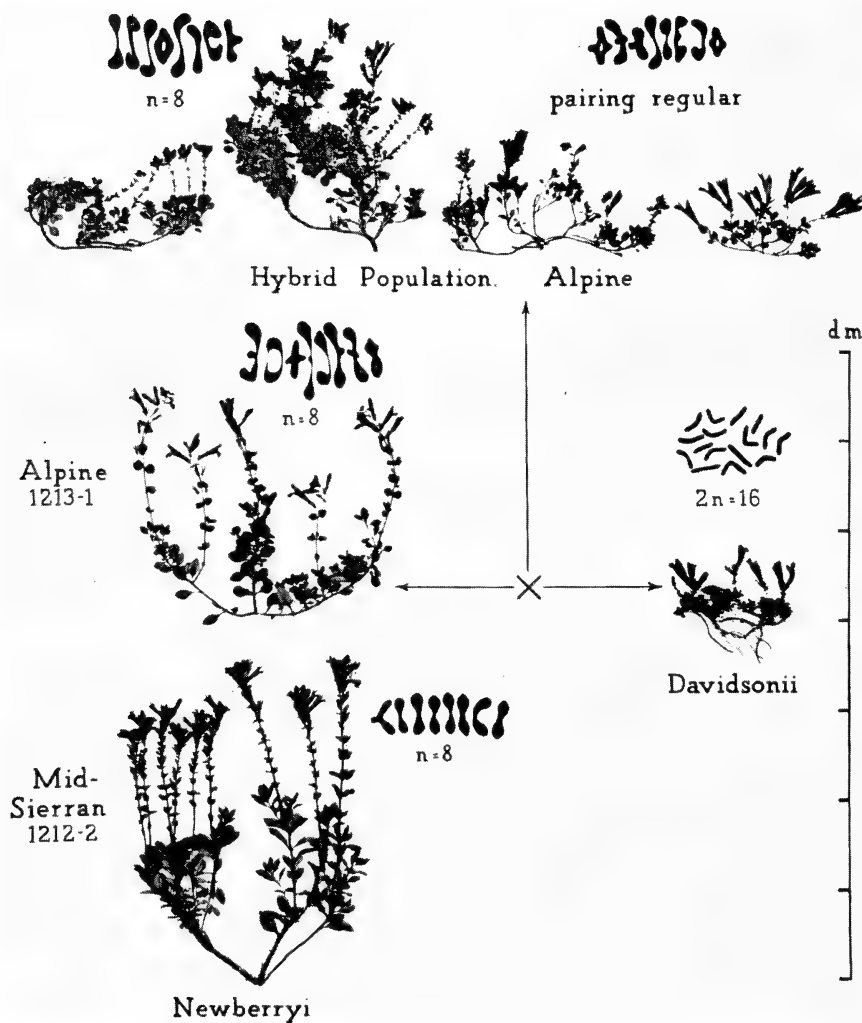 n=8
pairing regular
Hybrid Population. Alpine
dm
n=8
Alpine
1213-1
2n=16
Davidsonii
n=8
Mid-
Sierran
1212-2
Newberryi